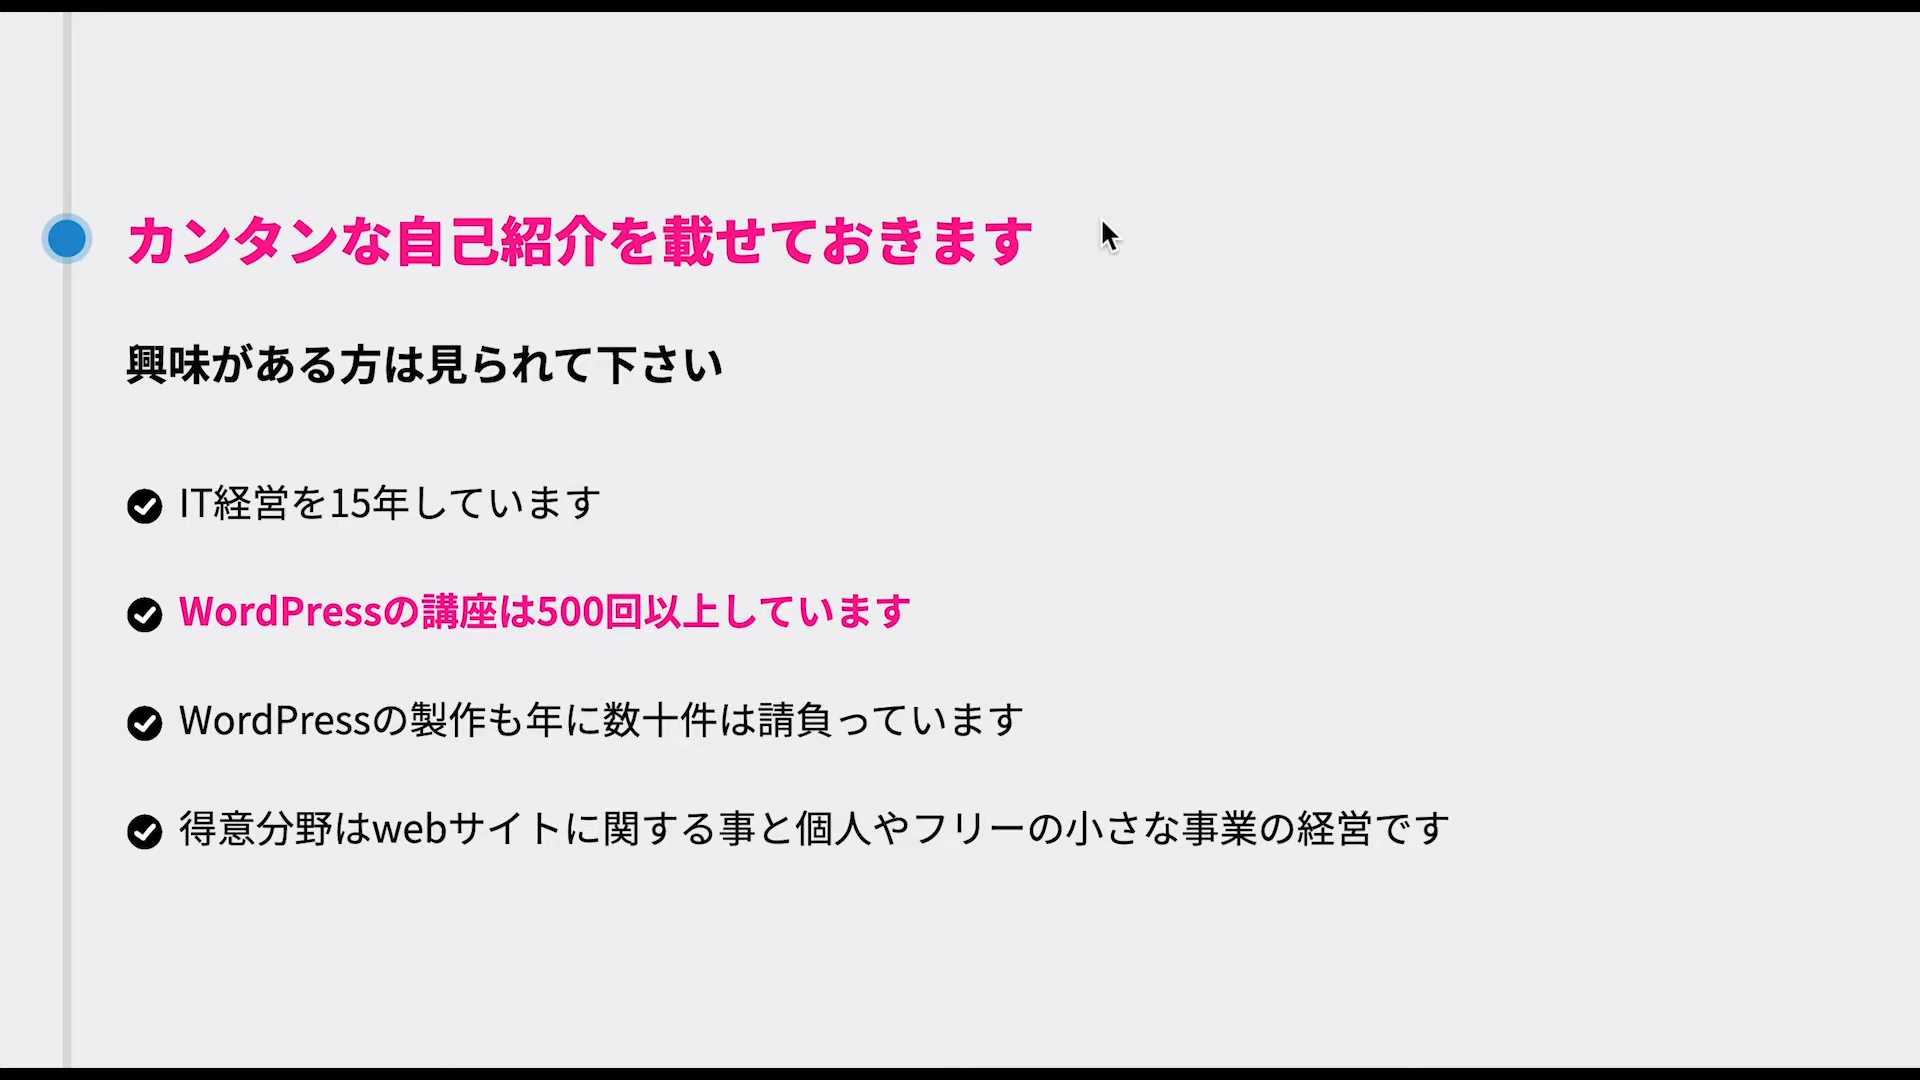 カンタンな自己紹介を載せておきます
興味がある方は見られて下さい
IT経営を15年しています
WordPressの講座は500回以上しています
WordPressの製作も年に数十件は請負っています
得意分野はwebサイトに関する事と個人やフリーの小さな事業の経営です